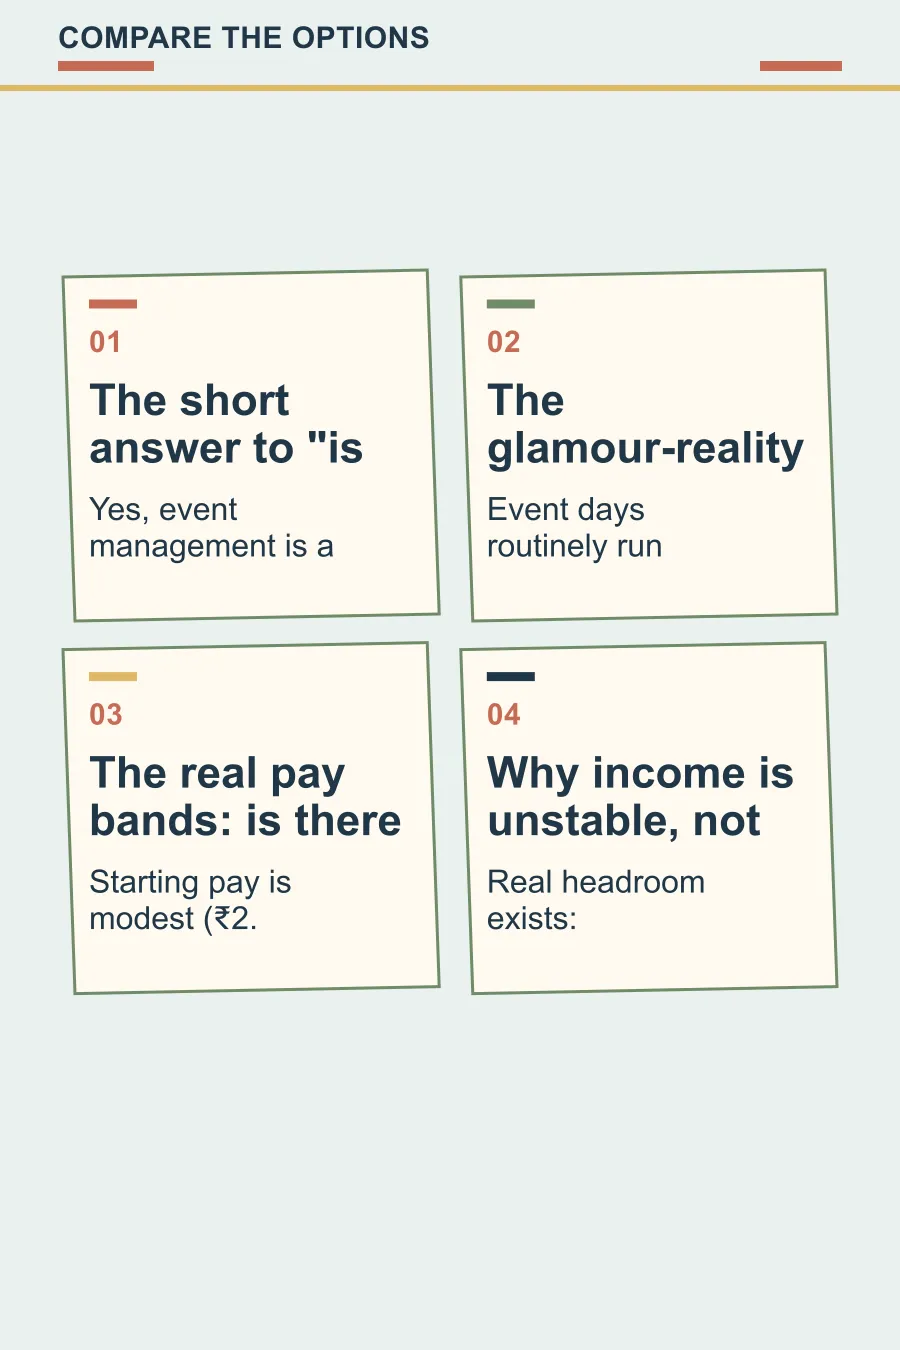 COMPARE THE OPTIONS
01
The short
answer to "is
Yes, event
management is a
02
The
glamour-reality
Event days
routinely run
03
The real pay
bands: is there
Starting pay is
modest (₹2.
04
Why income is
unstable, not
Real headroom
exists: